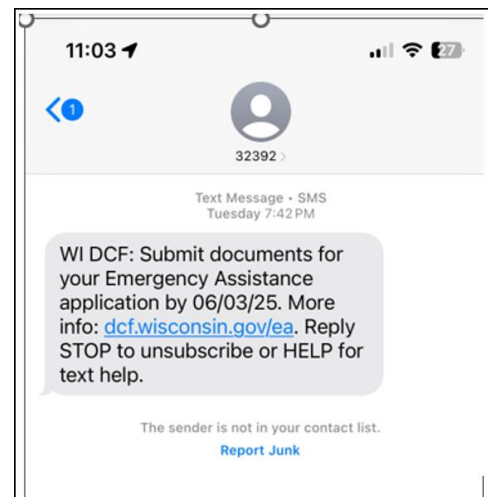 11:03
27
1
32392 >
Text Message • SMS
Tuesday 7:42 PM
WI DCF: Submit documents for
your Emergency Assistance
application by 06/03/25. More
info: dcf.wisconsin.gov/ea. Reply
STOP to unsubscribe or HELP for
text help.
The sender is not in your contact list.
Report Junk